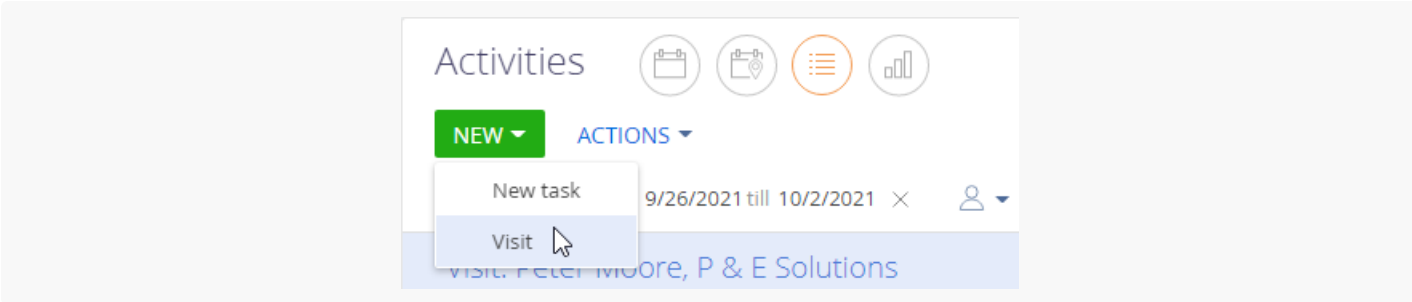 Activities
NEW ACTIONS
New task
9/26/2021 till 10/2/2021
Visit
Visit: Peter Moore, P & E Solutions